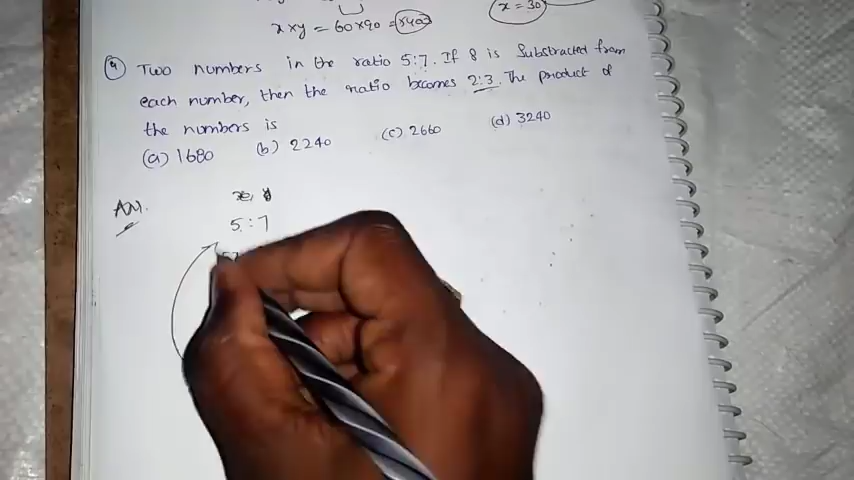 x = 30
x x y = 60 x 90 = 5400
9 Two numbers in the ratio 5:7. If 8 is Substracted from
each number, then the ratio becomes 2:3. The product of
the numbers is
(a) 1680 (b) 2240 (c) 2660 (d) 3240
Ans.
5:7